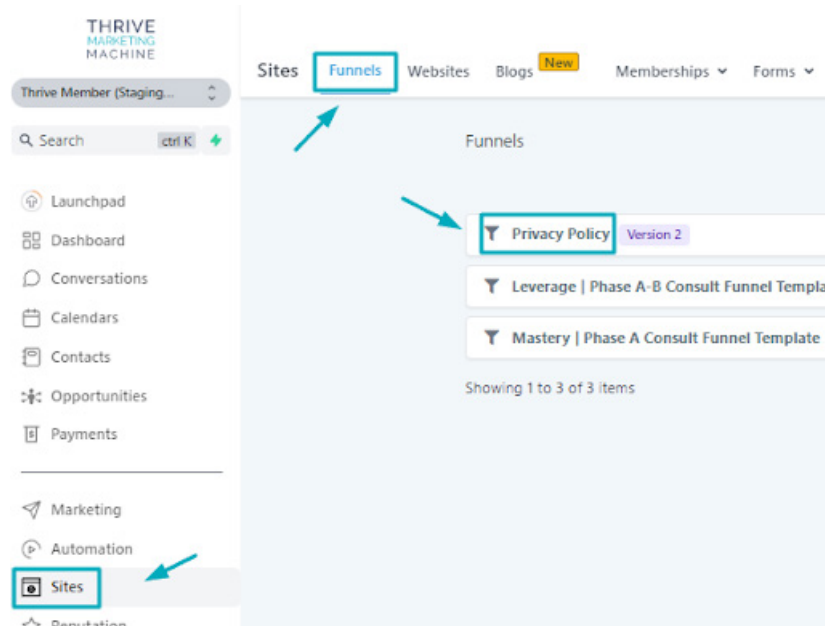 THRIVE
MARKETING
MACHINE
Thrive Member (Staging...
Search ctrl K
Launchpad
Dashboard
Conversations
Calendars
Contacts
Opportunities
Payments
Marketing
Automation
Sites
Reputation
Sites Funnels Websites Blogs New Memberships Forms
Funnels
Privacy Policy Version 2
Leverage | Phase A-B Consult Funnel Templa
Mastery | Phase A Consult Funnel Template
Showing 1 to 3 of 3 items